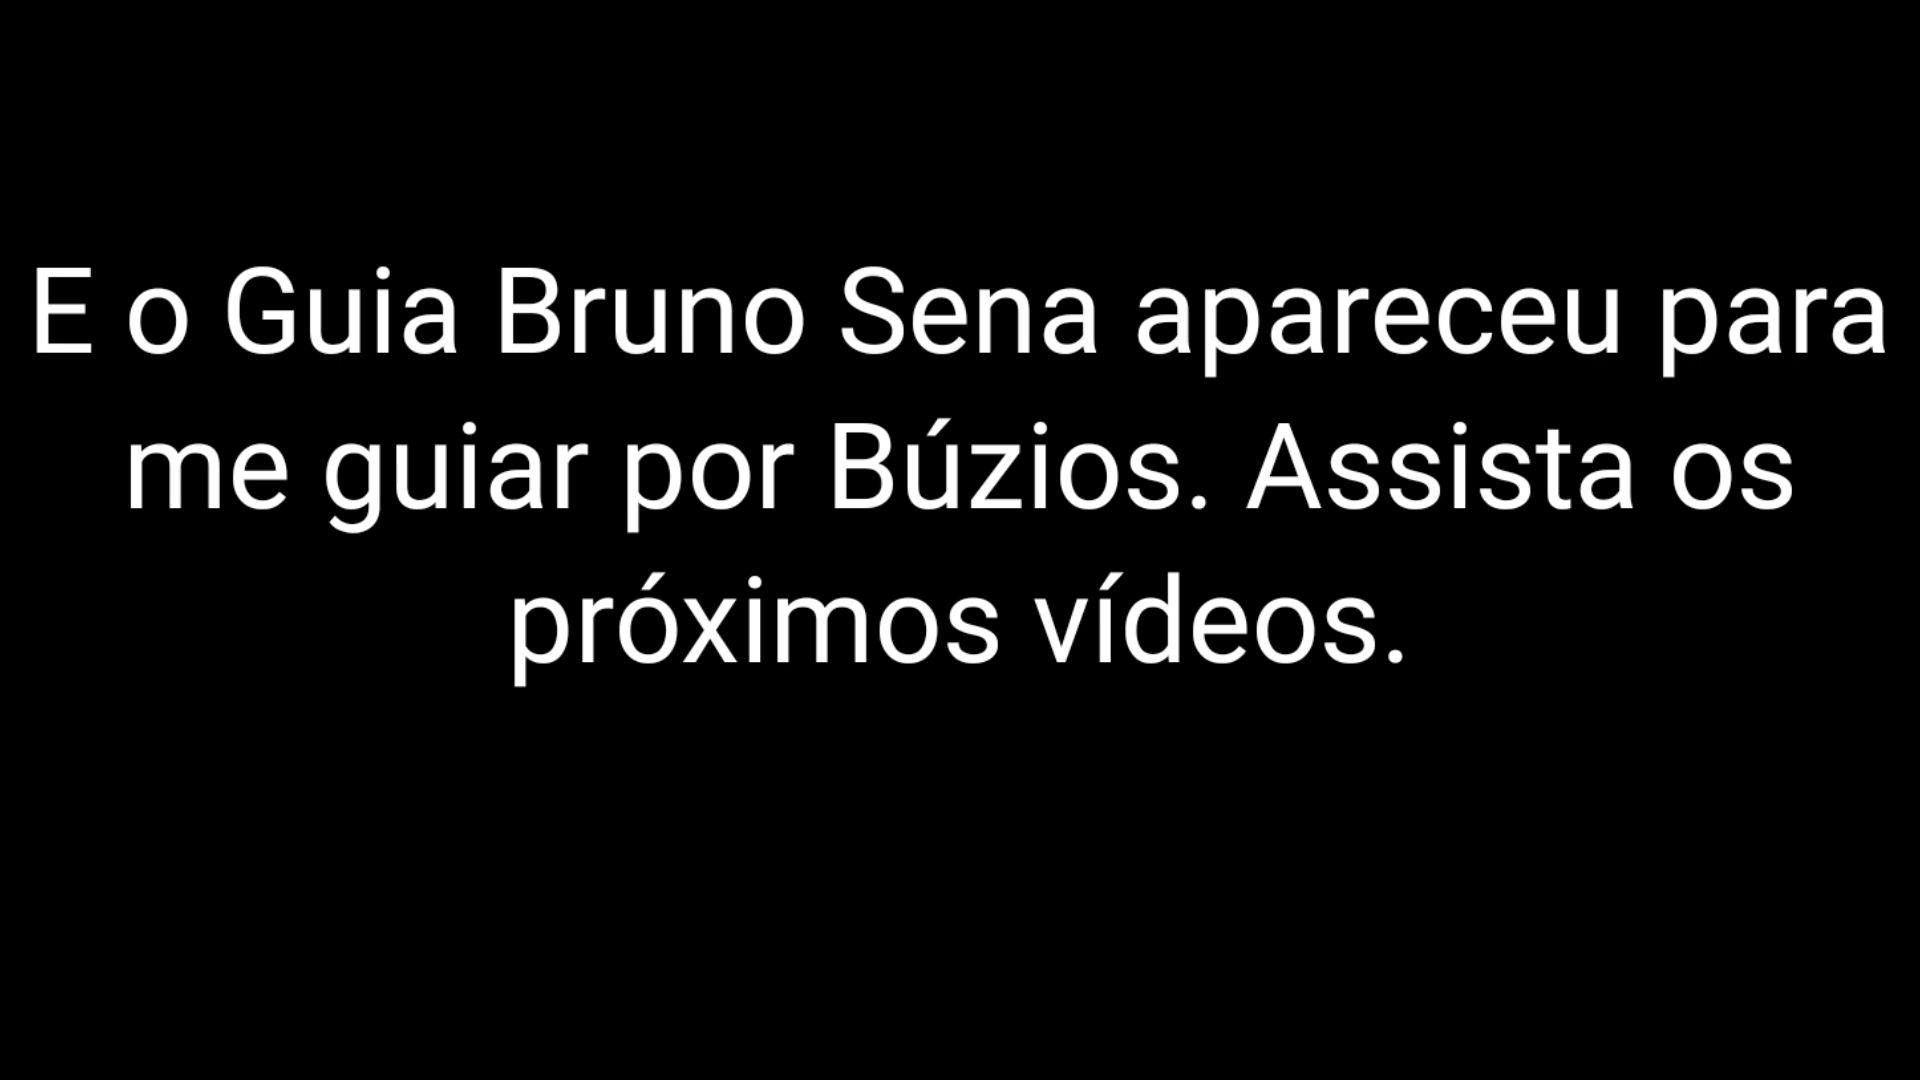 E o Guia Bruno Sena apareceu para
me guiar por Búzios. Assista os
próximos vídeos.